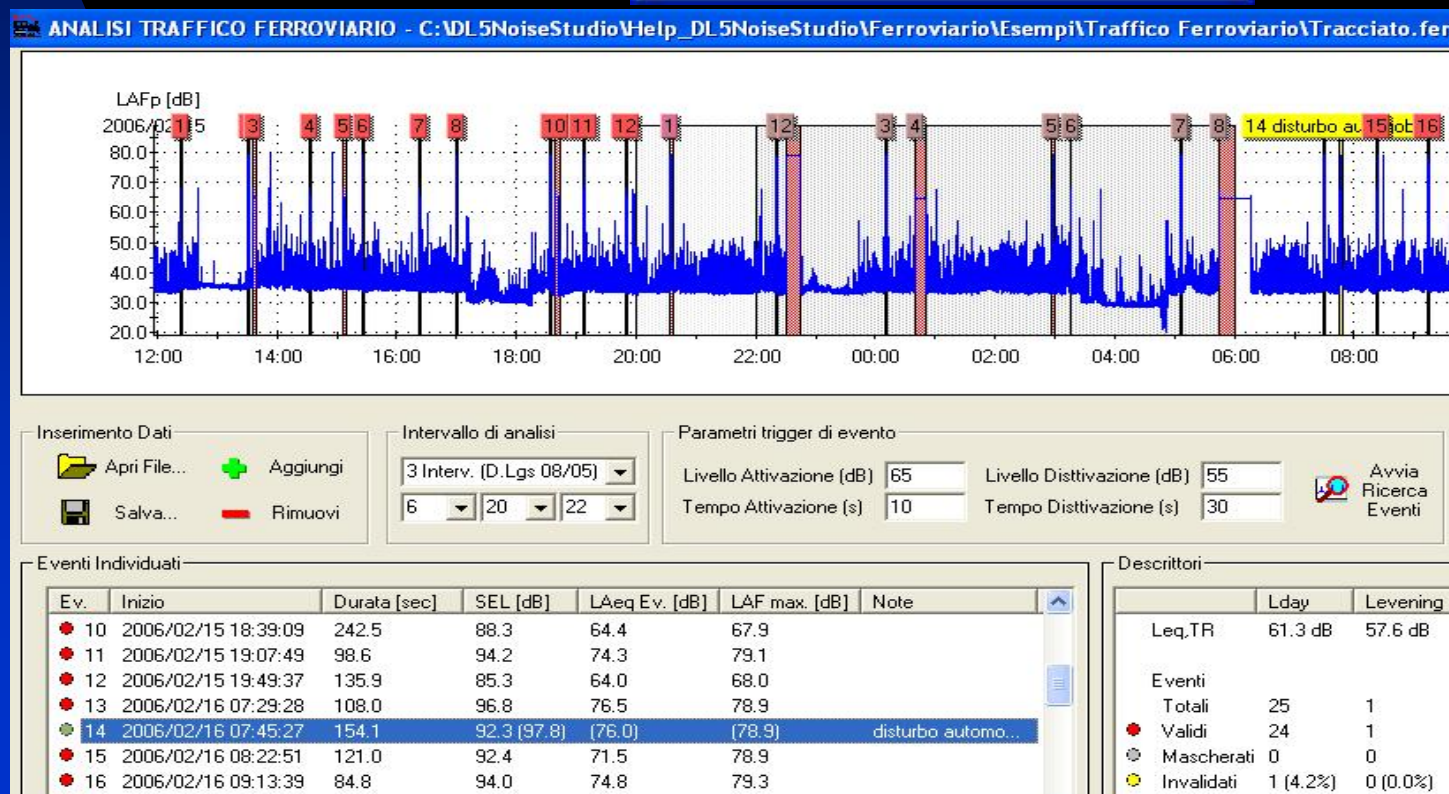 ANALISI TRAFFICO FERROVIARIO - C:\DL5NoiseStudio\Help_DL5NoiseStudio\Ferroviario\Esempi\Traffico Ferroviario\Tracciato.fer
LAFp [dB]
2006/02 1 5 3 4 5 6 7 8 10 11 12 1 12 3 4 5 6 7 8 14 disturbo au 15 ob 16
80.0
70.0
60.0
50.0
40.0
30.0
20.0
12:00 14:00 16:00 18:00 20:00 22:00 00:00 02:00 04:00 06:00 08:00
Inserimento Dati Intervallo di analisi Parametri trigger di evento
Apri File... Aggiungi 3 Interv. (D.Lgs 08/05) Livello Attivazione (dB) 65 Livello Disttivazione (dB) 55 Avvia Ricerca Eventi
Salva... Rimuovi 6 20 22 Tempo Attivazione (s) 10 Tempo Disttivazione (s) 30
Eventi Individuati Descrittori
Ev. Inizio Durata [sec] SEL [dB] LAeq Ev. [dB] LAF max. [dB] Note Lday Levening
10 2006/02/15 18:39:09 242.5 88.3 64.4 67.9 Leq,TR 61.3 dB 57.6 dB
11 2006/02/15 19:07:49 98.6 94.2 74.3 79.1
12 2006/02/15 19:49:37 135.9 85.3 64.0 68.0 Eventi
13 2006/02/16 07:29:28 108.0 96.8 76.5 78.9 Totali 25 1
14 2006/02/16 07:45:27 154.1 92.3 (97.8) (76.0) (78.9) disturbo automo... Validi 24 1
15 2006/02/16 08:22:51 121.0 92.4 71.5 78.9 Mascherati 0 0
16 2006/02/16 09:13:39 84.8 94.0 74.8 79.3 Invalidati 1 (4.2%) 0 (0.0%)